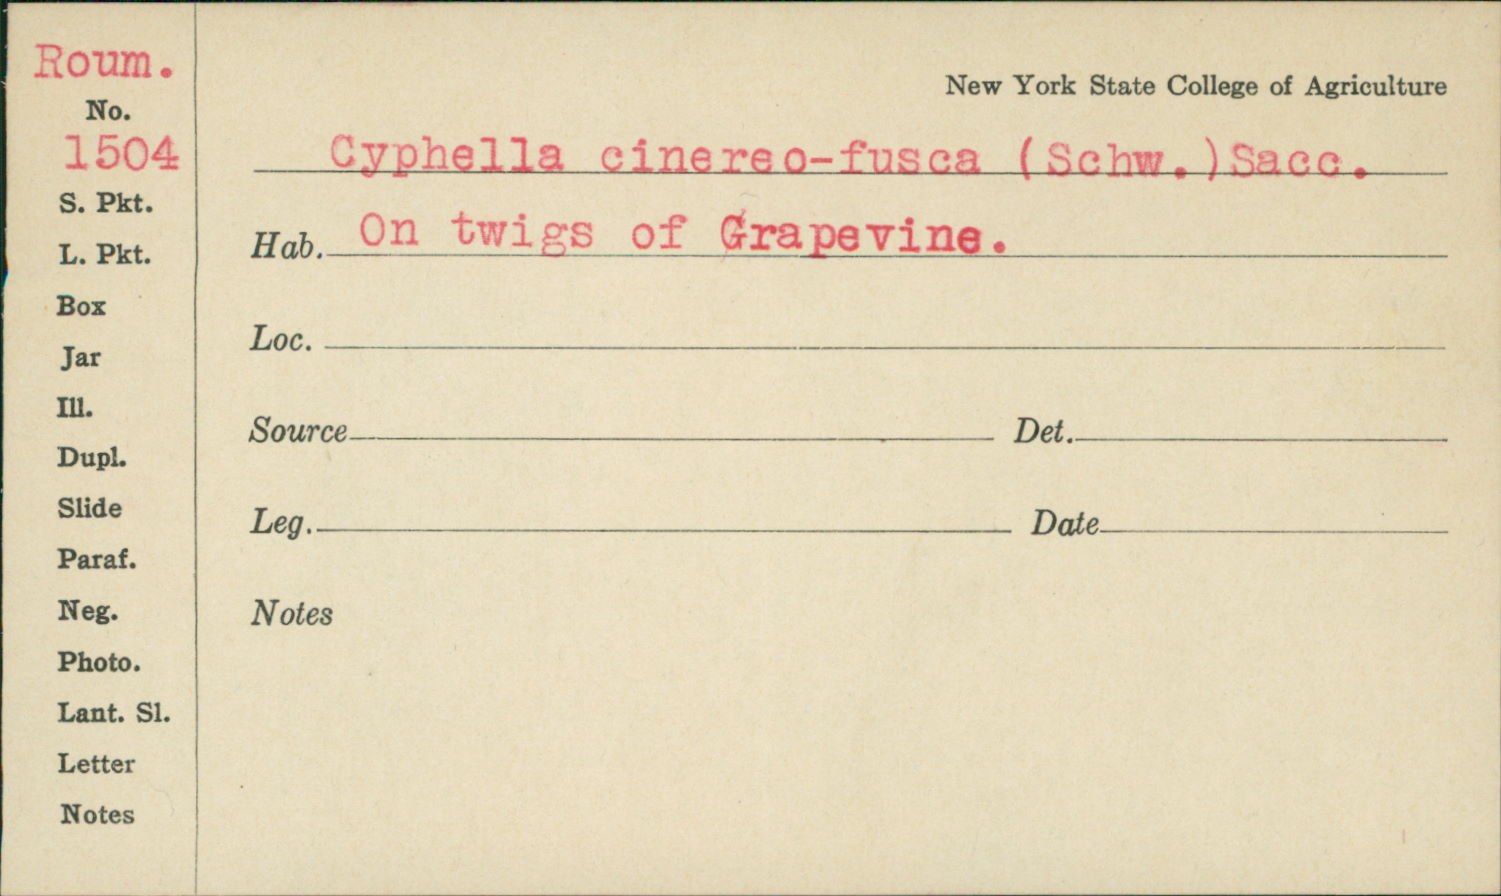 Roum.
No.
1504
S. Pkt.
L. Pkt.
Box
Jar
Ill.
Dupl.
Slide
Paraf.
Neg.
Photo.
Lant. Sl.
Letter
Notes
New York State College of Agriculture
Cyphella cinereo-fusca (Schw.)Sacc.
Hab. On twigs of Grapevine.
Loc.
Source Det.
Leg. Date
Notes